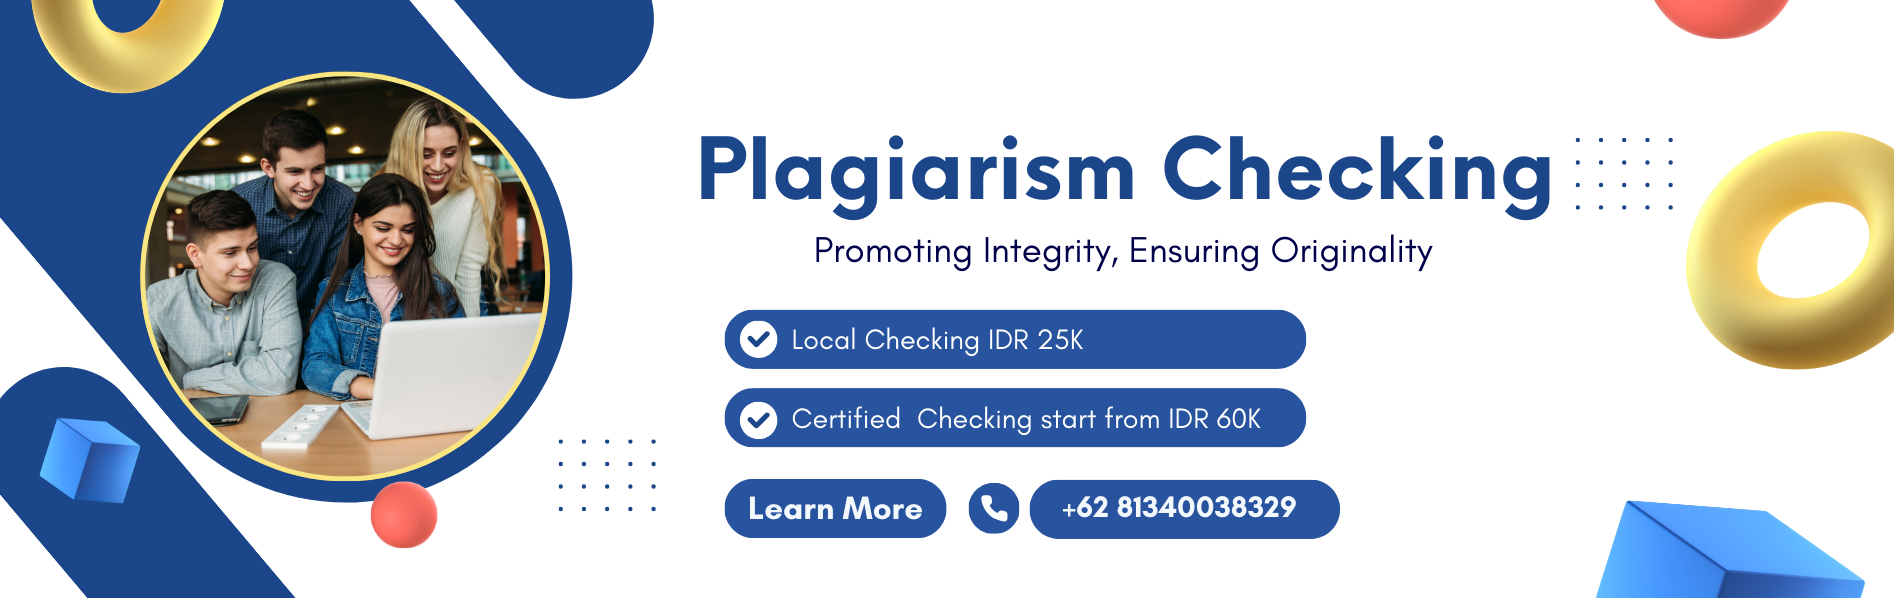 Plagiarism Checking
Promoting Integrity, Ensuring Originality
Local Checking IDR 25K
Certified  Checking start from IDR 60K
Learn More
+62 81340038329